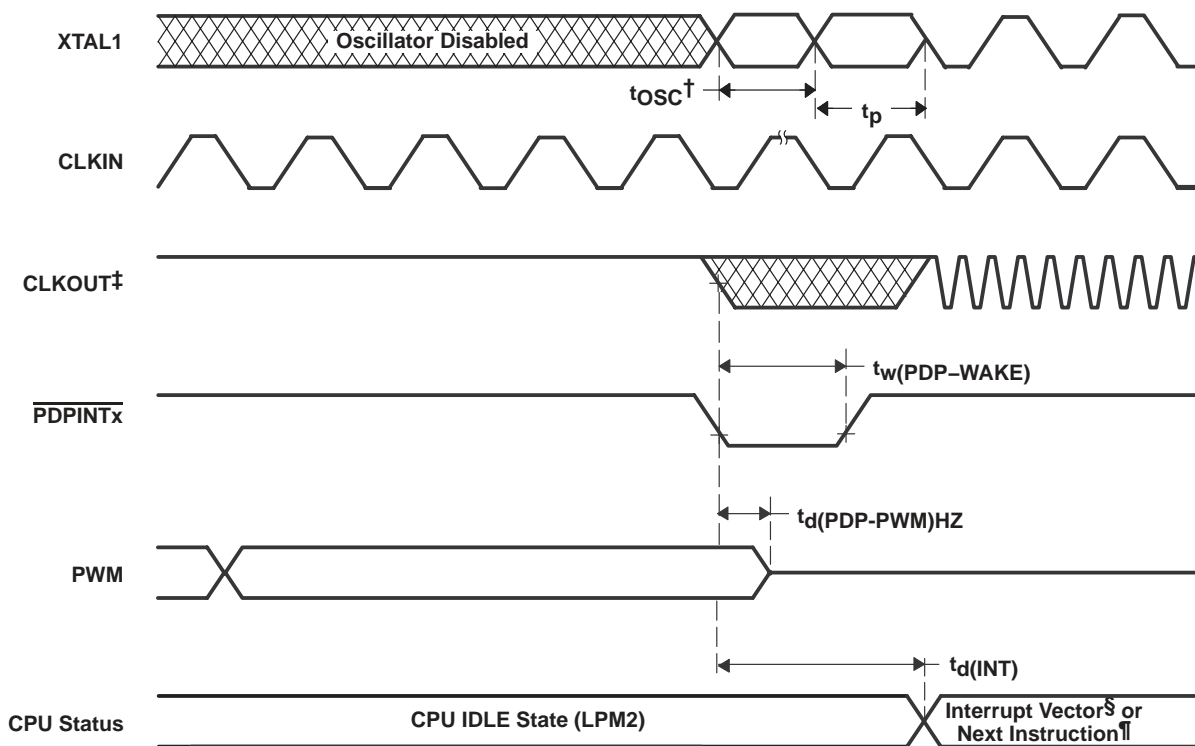 XTAL1
Oscillator Disabled
tOSC†
tp
CLKIN
CLKOUT‡
tw(PDP–WAKE)
PDPINTx
td(PDP-PWM)HZ
PWM
td(INT)
CPU Status
CPU IDLE State (LPM2)
Interrupt Vector§ or
Next Instruction¶